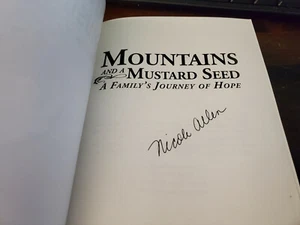 MOUNTAINS
AND A
MUSTARD SEED
A FAMILY'S JOURNEY OF HOPE
Nicole Allen